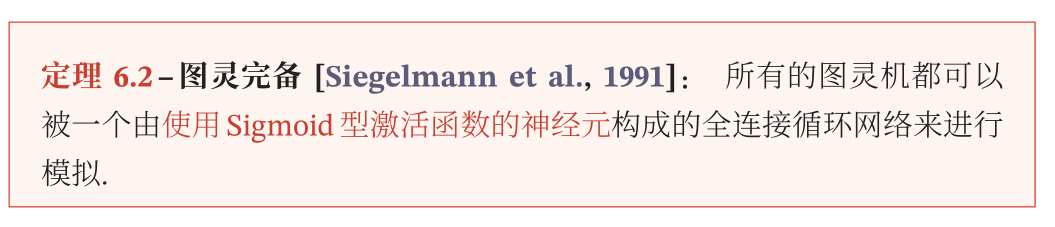 定理 6.2 – 图灵完备 [Siegelmann et al., 1991]： 所有的图灵机都可以
被一个由使用 Sigmoid 型激活函数的神经元构成的全连接循环网络来进行
模拟.